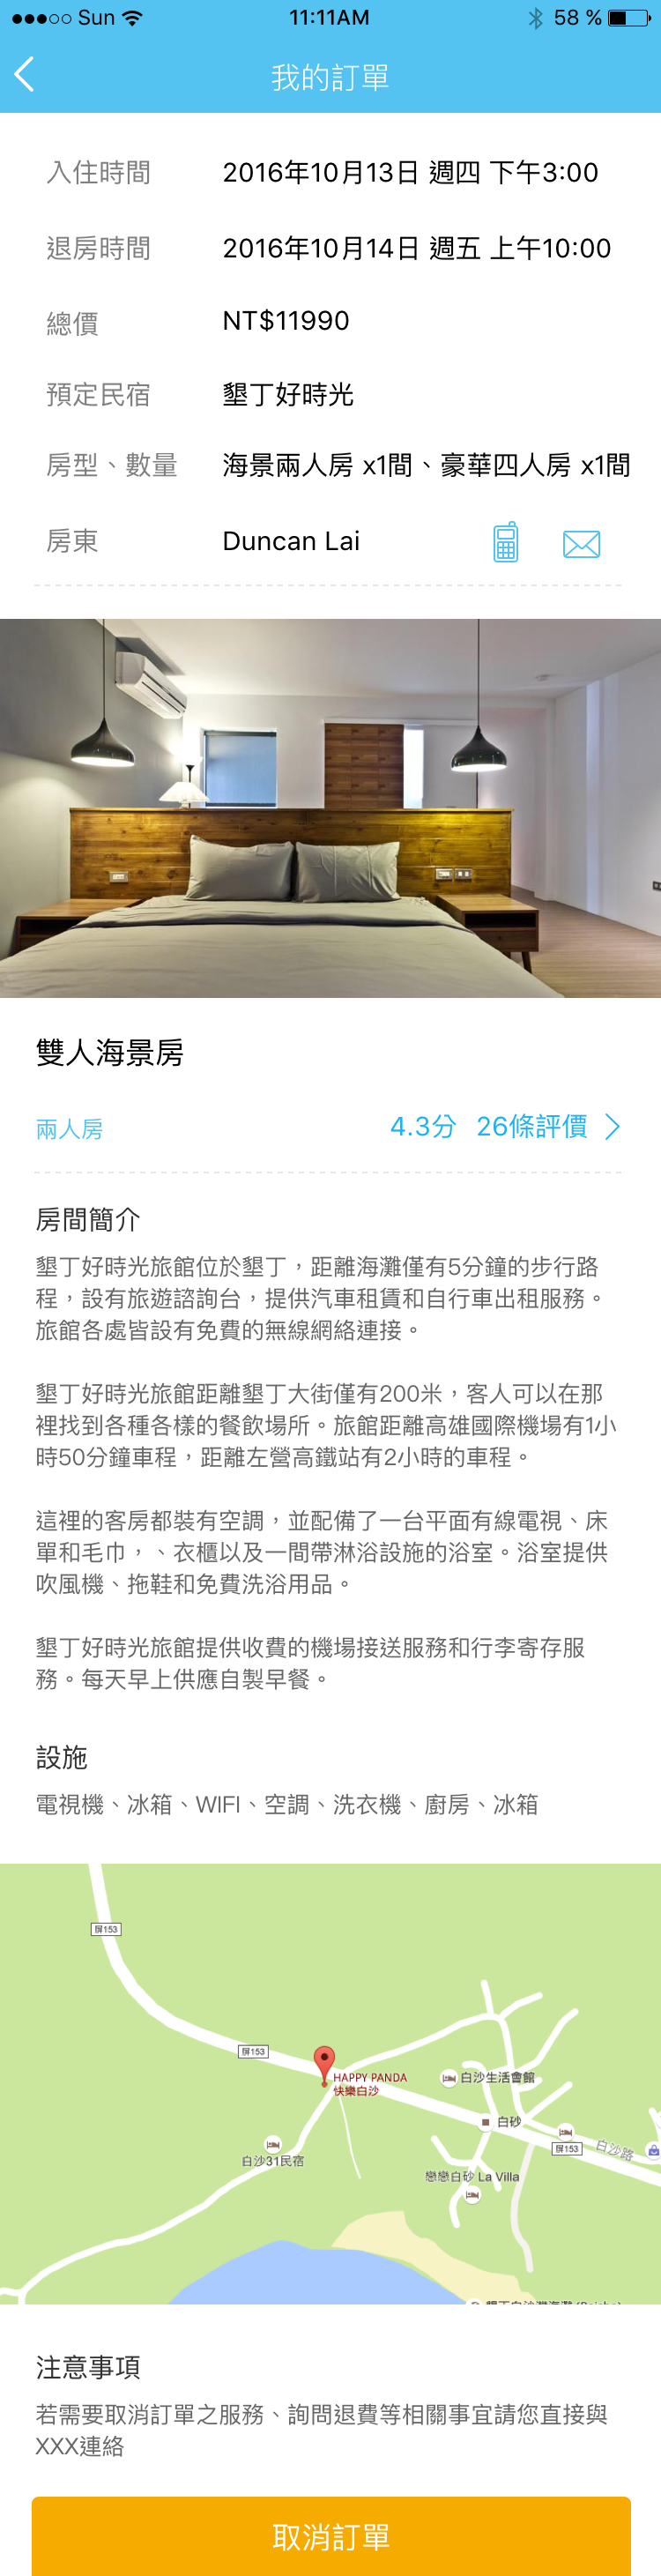 Sun 11:11AM 58 %
我的訂單
入住時間 2016年10月13日 週四 下午3:00
退房時間 2016年10月14日 週五 上午10:00
總價 NT$11990
預定民宿 墾丁好時光
房型、數量 海景兩人房 x1間、豪華四人房 x1間
房東 Duncan Lai
雙人海景房
兩人房 4.3分 26條評價
房間簡介
墾丁好時光旅館位於墾丁，距離海灘僅有5分鐘的步行路
程，設有旅遊諮詢台，提供汽車租賃和自行車出租服務。
旅館各處皆設有免費的無線網絡連接。
墾丁好時光旅館距離墾丁大街僅有200米，客人可以在那
裡找到各種各樣的餐飲場所。旅館距離高雄國際機場有1小
時50分鐘車程，距離左營高鐵站有2小時的車程。
這裡的客房都裝有空調，並配備了一台平面有線電視、床
單和毛巾，、衣櫃以及一間帶淋浴設施的浴室。浴室提供
吹風機、拖鞋和免費洗浴用品。
墾丁好時光旅館提供收費的機場接送服務和行李寄存服
務。每天早上供應自製早餐。
設施
電視機、冰箱、WIFI、空調、洗衣機、廚房、冰箱
屏153
屏153
HAPPY PANDA
快樂白沙
白沙生活會館
白砂
屏153
白沙路
白沙31民宿
戀戀白砂 La Villa
注意事項
若需要取消訂單之服務、詢問退費等相關事宜請您直接與
XXX連絡
取消訂單